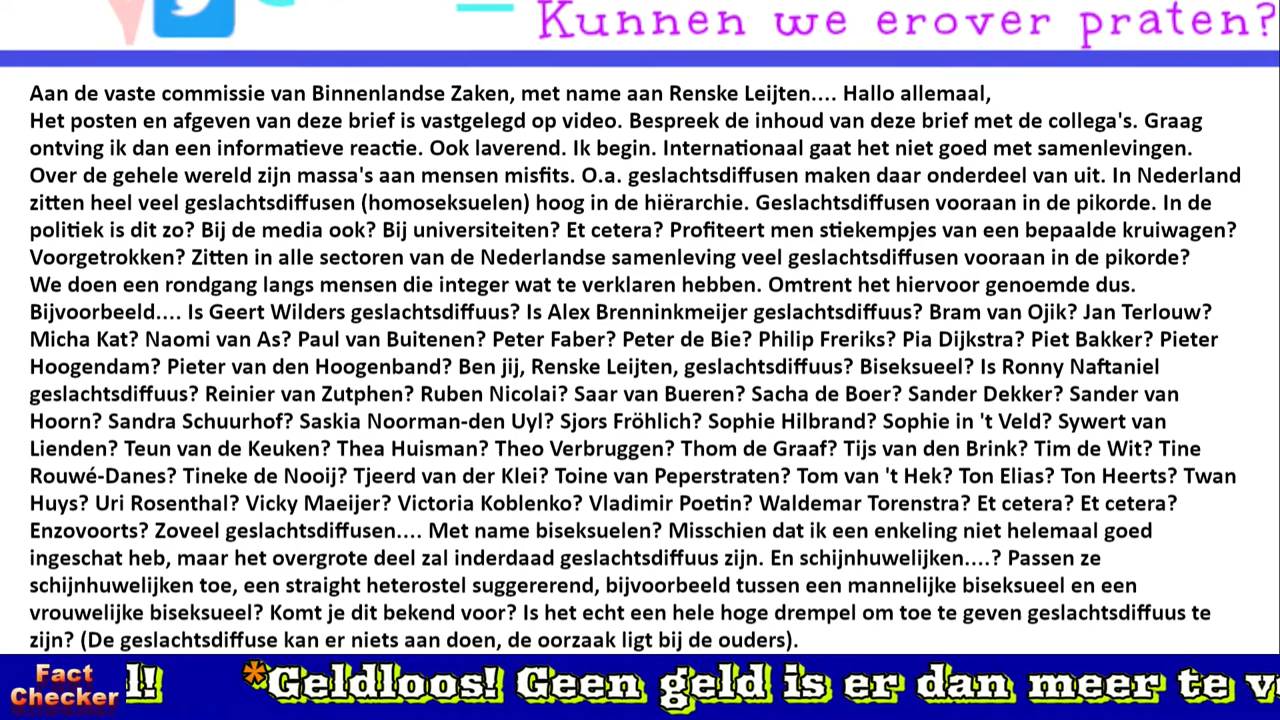 Kunnen we erover praten?
Aan de vaste commissie van Binnenlandse Zaken, met name aan Renske Leijten.... Hallo allemaal,
Het posten en afgeven van deze brief is vastgelegd op video. Bespreek de inhoud van deze brief met de collega's. Graag
ontving ik dan een informatieve reactie. Ook laverend. Ik begin. Internationaal gaat het niet goed met samenlevingen.
Over de gehele wereld zijn massa's aan mensen misfits. O.a. geslachtsdiffusen maken daar onderdeel van uit. In Nederland
zitten heel veel geslachtsdiffusen (homoseksuelen) hoog in de hiërarchie. Geslachtsdiffusen vooraan in de pikorde. In de
politiek is dit zo? Bij de media ook? Bij universiteiten? Et cetera? Profiteert men stiekempjes van een bepaalde kruiwagen?
Voorgetrokken? Zitten in alle sectoren van de Nederlandse samenleving veel geslachtsdiffusen vooraan in de pikorde?
We doen een rondgang langs mensen die integer wat te verklaren hebben. Omtrent het hiervoor genoemde dus.
Bijvoorbeeld.... Is Geert Wilders geslachtsdiffuus? Is Alex Brenninkmeijer geslachtsdiffuus? Bram van Ojik? Jan Terlouw?
Micha Kat? Naomi van As? Paul van Buitenen? Peter Faber? Peter de Bie? Philip Freriks? Pia Dijkstra? Piet Bakker? Pieter
Hoogendam? Pieter van den Hoogenband? Ben jij, Renske Leijten, geslachtsdiffuus? Biseksueel? Is Ronny Naftaniel
geslachtsdiffuus? Reinier van Zutphen? Ruben Nicolai? Saar van Bueren? Sacha de Boer? Sander Dekker? Sander van
Hoorn? Sandra Schuurhof? Saskia Noorman-den Uyl? Sjors Fröhlich? Sophie Hilbrand? Sophie in 't Veld? Sywert van
Lienden? Teun van de Keuken? Thea Huisman? Theo Verbruggen? Thom de Graaf? Tijs van den Brink? Tim de Wit? Tine
Rouwé-Danes? Tineke de Nooij? Tjeerd van der Klei? Toine van Peperstraten? Tom van 't Hek? Ton Elias? Ton Heerts? Twan
Huys? Uri Rosenthal? Vicky Maeijer? Victoria Koblenko? Vladimir Poetin? Waldemar Torenstra? Et cetera? Et cetera?
Enzovoorts? Zoveel geslachtsdiffusen.... Met name biseksuelen? Misschien dat ik een enkeling niet helemaal goed
ingeschat heb, maar het overgrote deel zal inderdaad geslachtsdiffuus zijn. En schijnhuwelijken....? Passen ze
schijnhuwelijken toe, een straight heterostel suggererend, bijvoorbeeld tussen een mannelijke biseksueel en een
vrouwelijke biseksueel? Komt je dit bekend voor? Is het echt een hele hoge drempel om toe te geven geslachtsdiffuus te
zijn? (De geslachtsdiffuse kan er niets aan doen, de oorzaak ligt bij de ouders).
Fact
Checker
l! *Geldloos! Geen geld is er dan meer te v